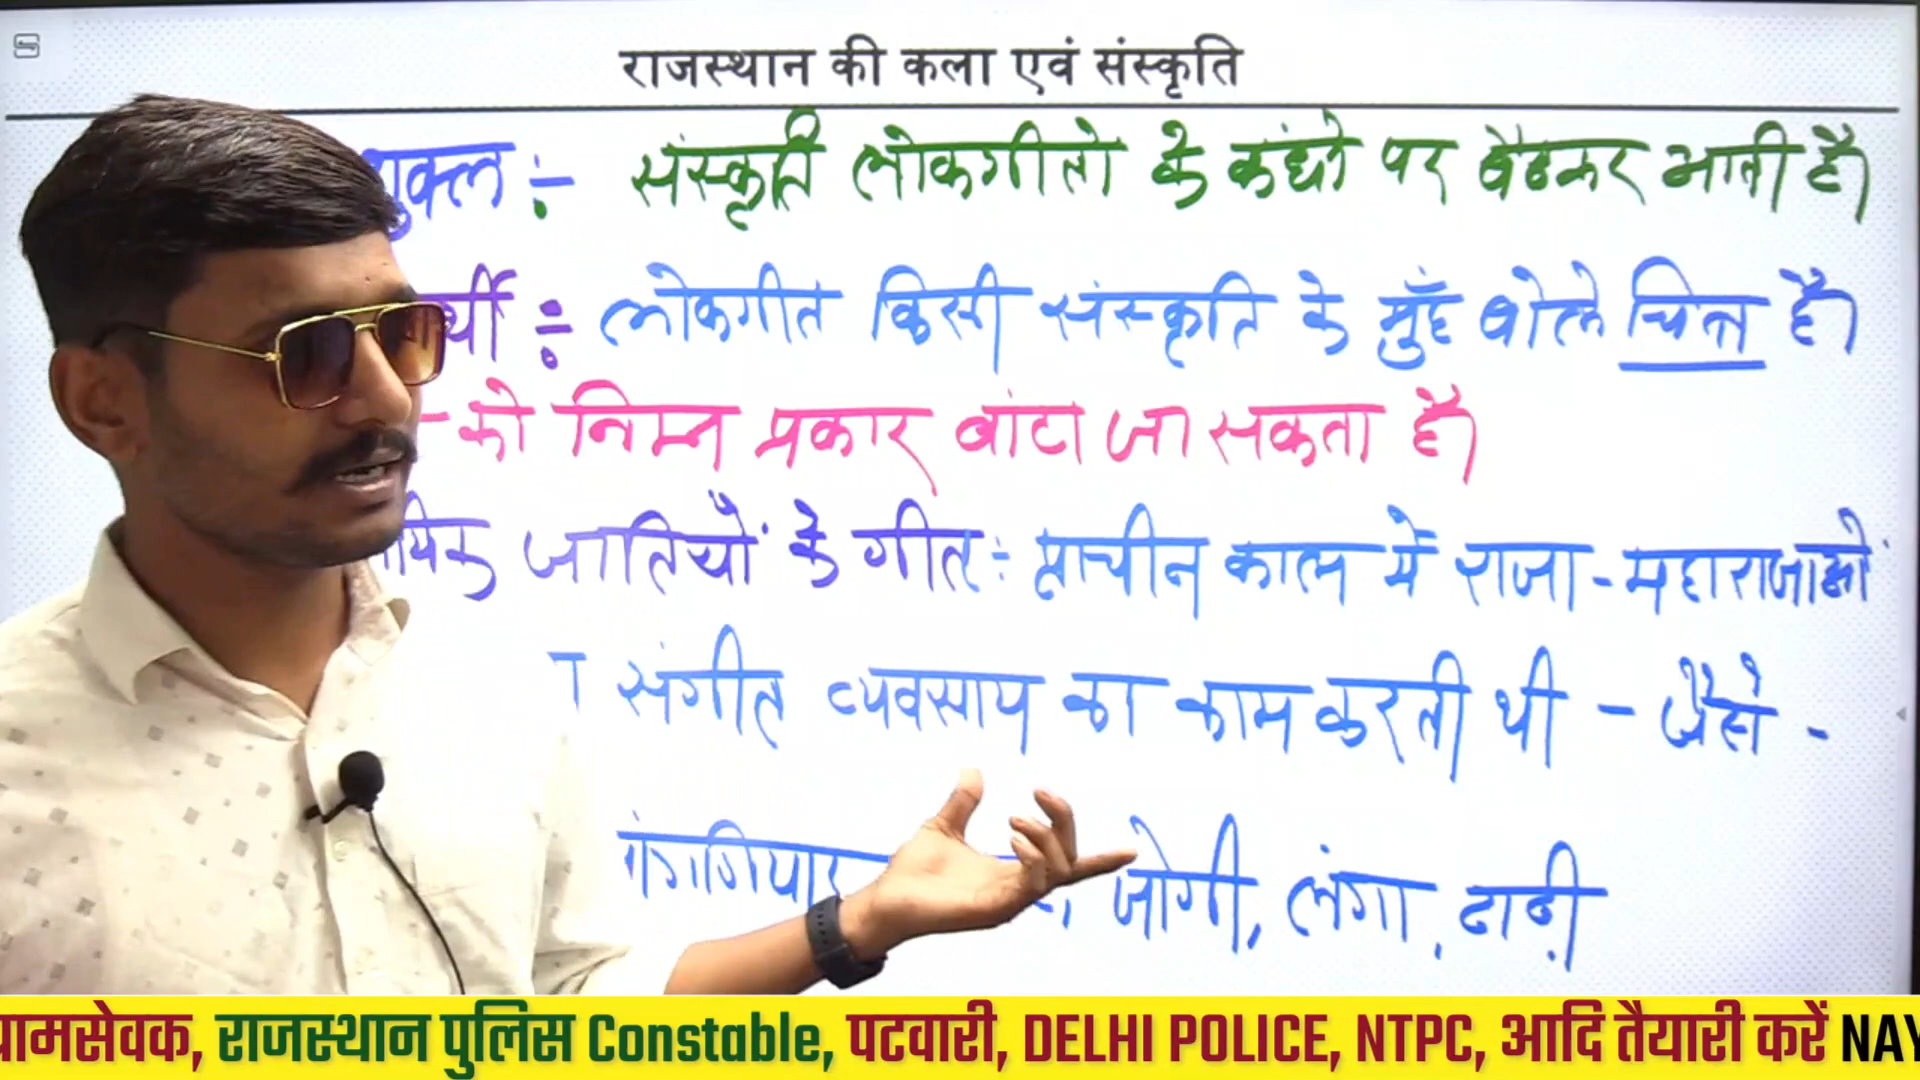 राजस्थान की कला एवं संस्कृति
शुक्ल :- संस्कृति लोकगीतो के कंधो पर बैठकर आती है।
लोकगीत किसी संस्कृति के मुँह बोले चित्र है।
को निम्न प्रकार बांटा जा सकता है।
जातियों के गीत :- प्राचीन काल में राजा-महाराजाओं
संगीत व्यवसाय का काम करती थी - जैसे -
जोगी, लंगा, ढाढ़ी
ग्रामसेवक, राजस्थान पुलिस Constable, पटवारी, DELHI POLICE, NTPC, आदि तैयारी करें